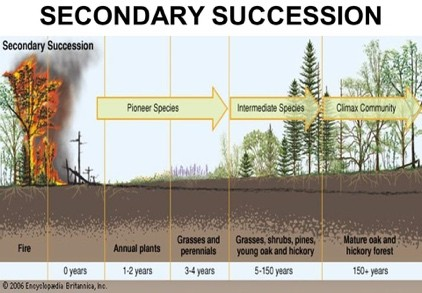 SECONDARY SUCCESSION
Secondary Succession
Pioneer Species
Intermediate Species
Climax Community
Fire
Annual plants
Grasses and
perennials
Grasses, shrubs, pines,
young oak and hickory
Mature oak and
hickory forest
0 years
1-2 years
3-4 years
5-150 years
150+ years
© 2006 Encyclopædia Britannica, Inc.